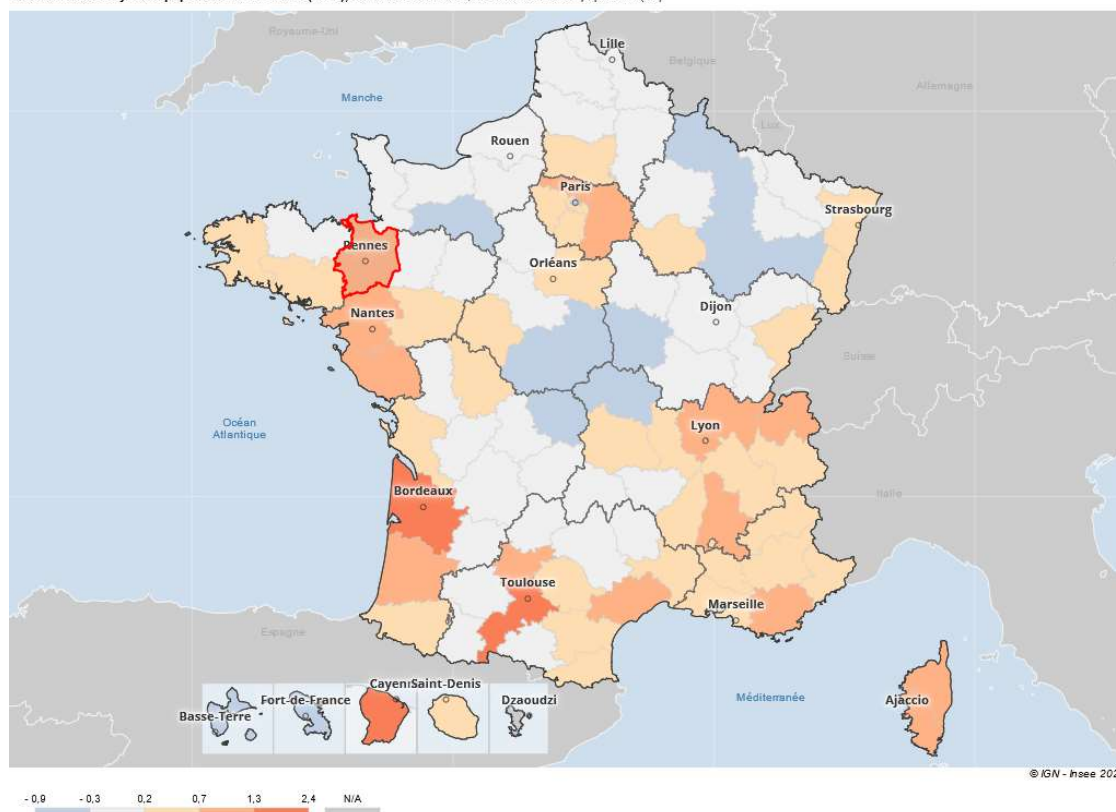 Royaume-Uni
Lille
Belgique
Allemagne
Manche
Lux
Rouen
Paris
Strasbourg
Rennes
Orléans
Nantes
Dijon
Suisse
Océan
Atlantique
Lyon
Bordeaux
Italie
Toulouse
Marseille
Espagne
Cayenn Saint-Denis
Fort-de-France
Dzaoudzi
Basse-Terre
Méditerranée
Ajaccio
© IGN - Insee 202
- 0,9 - 0,3 0,2 0,7 1,3 2,4 N/A